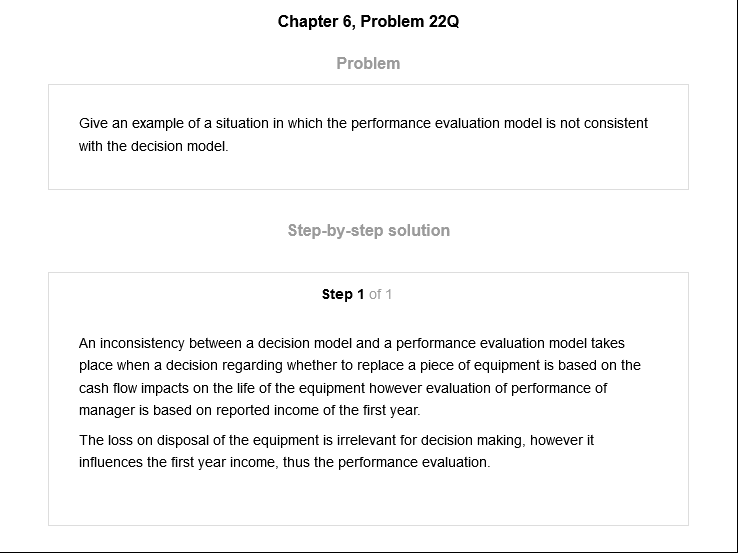 Chapter 6, Problem 22Q
Problem
Give an example of a situation in which the performance evaluation model is not consistent
with the decision model.
Step-by-step solution
Step 1 of 1
An inconsistency between a decision model and a performance evaluation model takes
place when a decision regarding whether to replace a piece of equipment is based on the
cash flow impacts on the life of the equipment however evaluation of performance of
manager is based on reported income of the first year.
The loss on disposal of the equipment is irrelevant for decision making, however it
influences the first year income, thus the performance evaluation.